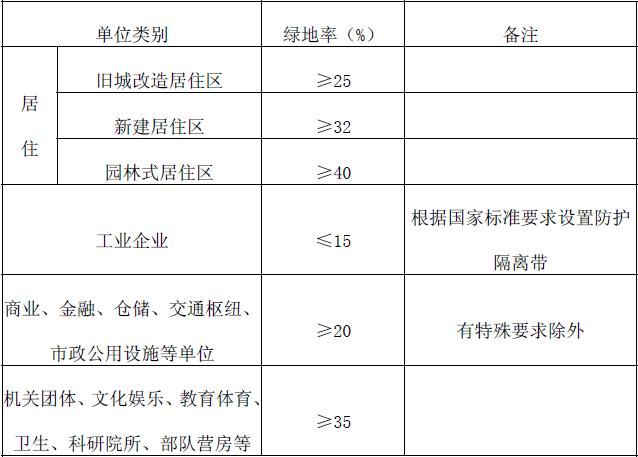 单位类别 绿地率（%） 备注
居住 旧城改造居住区 ≥25
新建居住区 ≥32
园林式居住区 ≥40
工业企业 ≤15 根据国家标准要求设置防护
隔离带
商业、金融、仓储、交通枢纽、
市政公用设施等单位 ≥20 有特殊要求除外
机关团体、文化娱乐、教育体育、
卫生、科研院所、部队营房等 ≥35